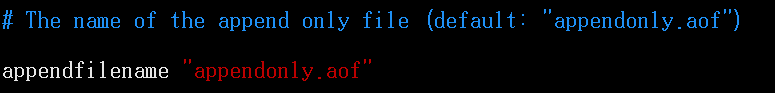 # The name of the append only file (default: "appendonly.aof")
appendfilename "appendonly.aof"